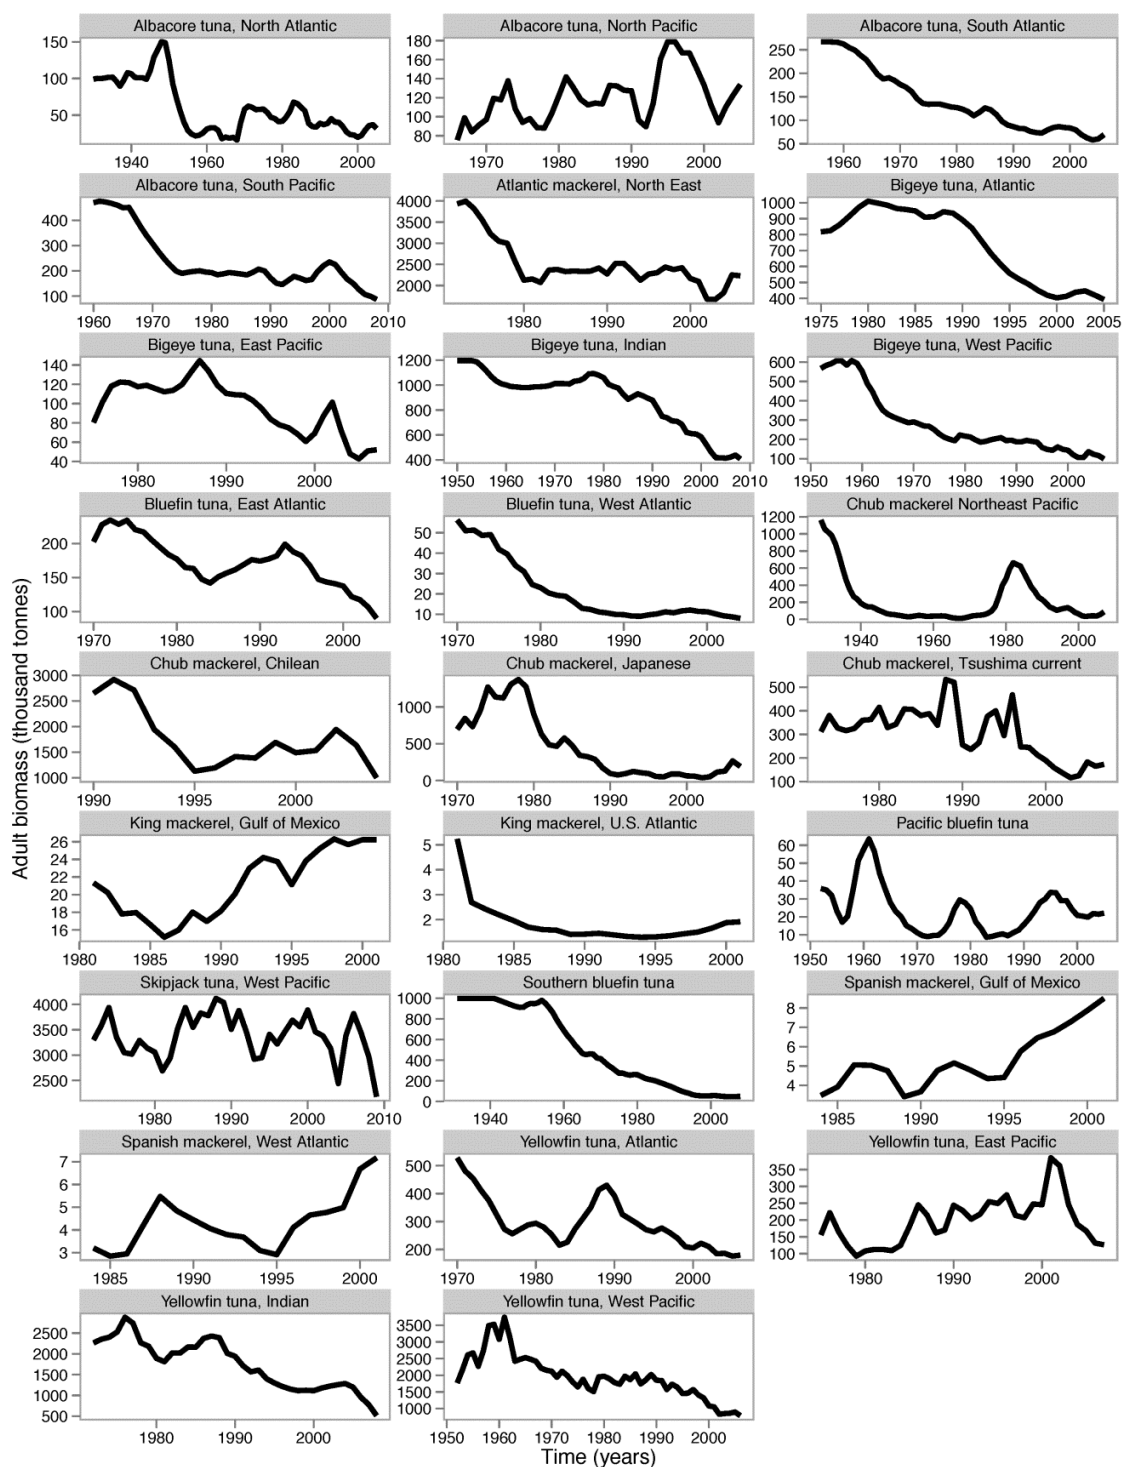 Adult biomass (thousand tonnes)
Albacore tuna, North Atlantic
150
100
50
1940 1960 1980 2000
Albacore tuna, North Pacific
180
160
140
120
100
80
1970 1980 1990 2000
Albacore tuna, South Atlantic
250
200
150
100
50
1960 1970 1980 1990 2000
Albacore tuna, South Pacific
400
300
200
100
1960 1970 1980 1990 2000 2010
Atlantic mackerel, North East
4000
3500
3000
2500
2000
1980 1990 2000
Bigeye tuna, Atlantic
1000
900
800
700
600
500
400
1975 1980 1985 1990 1995 2000 2005
Bigeye tuna, East Pacific
140
120
100
80
60
40
1980 1990 2000
Bigeye tuna, Indian
1200
1000
800
600
400
1950 1960 1970 1980 1990 2000 2010
Bigeye tuna, West Pacific
600
500
400
300
200
100
1950 1960 1970 1980 1990 2000
Bluefin tuna, East Atlantic
200
150
100
1970 1980 1990 2000
Bluefin tuna, West Atlantic
50
40
30
20
10
1970 1980 1990 2000
Chub mackerel Northeast Pacific
1200
1000
800
600
400
200
0
1940 1960 1980 2000
Chub mackerel, Chilean
3000
2500
2000
1500
1000
1990 1995 2000
Chub mackerel, Japanese
1000
500
0
1970 1980 1990 2000
Chub mackerel, Tsushima current
500
400
300
200
100
1980 1990 2000
King mackerel, Gulf of Mexico
26
24
22
20
18
16
1980 1985 1990 1995 2000
King mackerel, U.S. Atlantic
5
4
3
2
1980 1985 1990 1995 2000
Pacific bluefin tuna
60
50
40
30
20
10
1950 1960 1970 1980 1990 2000
Skipjack tuna, West Pacific
4000
3500
3000
2500
1980 1990 2000 2010
Southern bluefin tuna
1000
800
600
400
200
0
1940 1960 1980 2000
Spanish mackerel, Gulf of Mexico
8
7
6
5
4
1985 1990 1995 2000
Spanish mackerel, West Atlantic
7
6
5
4
3
1985 1990 1995 2000
Yellowfin tuna, Atlantic
500
400
300
200
1970 1980 1990 2000
Yellowfin tuna, East Pacific
350
300
250
200
150
100
1980 1990 2000
Yellowfin tuna, Indian
2500
2000
1500
1000
500
1980 1990 2000
Yellowfin tuna, West Pacific
3500
3000
2500
2000
1500
1000
1950 1960 1970 1980 1990 2000
Time (years)